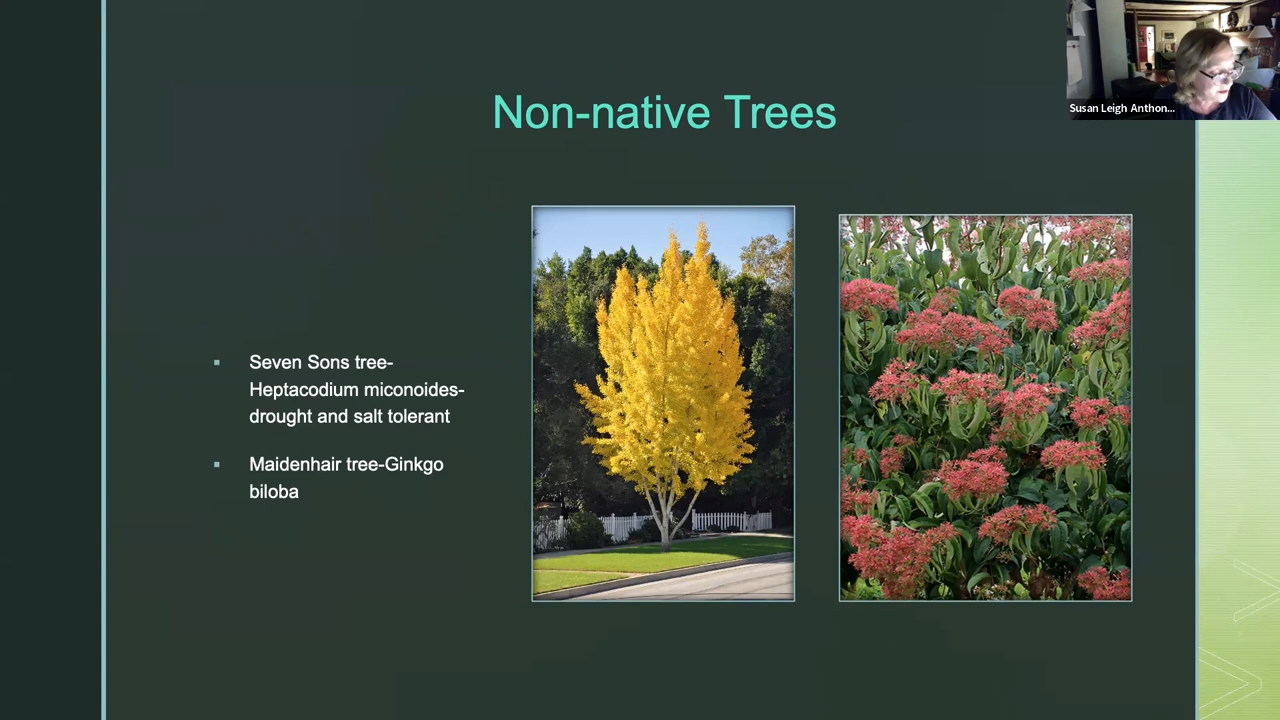 Susan Leigh Anthon...
Non-native Trees
Seven Sons tree-
Heptacodium miconoides-
drought and salt tolerant
Maidenhair tree-Ginkgo
biloba